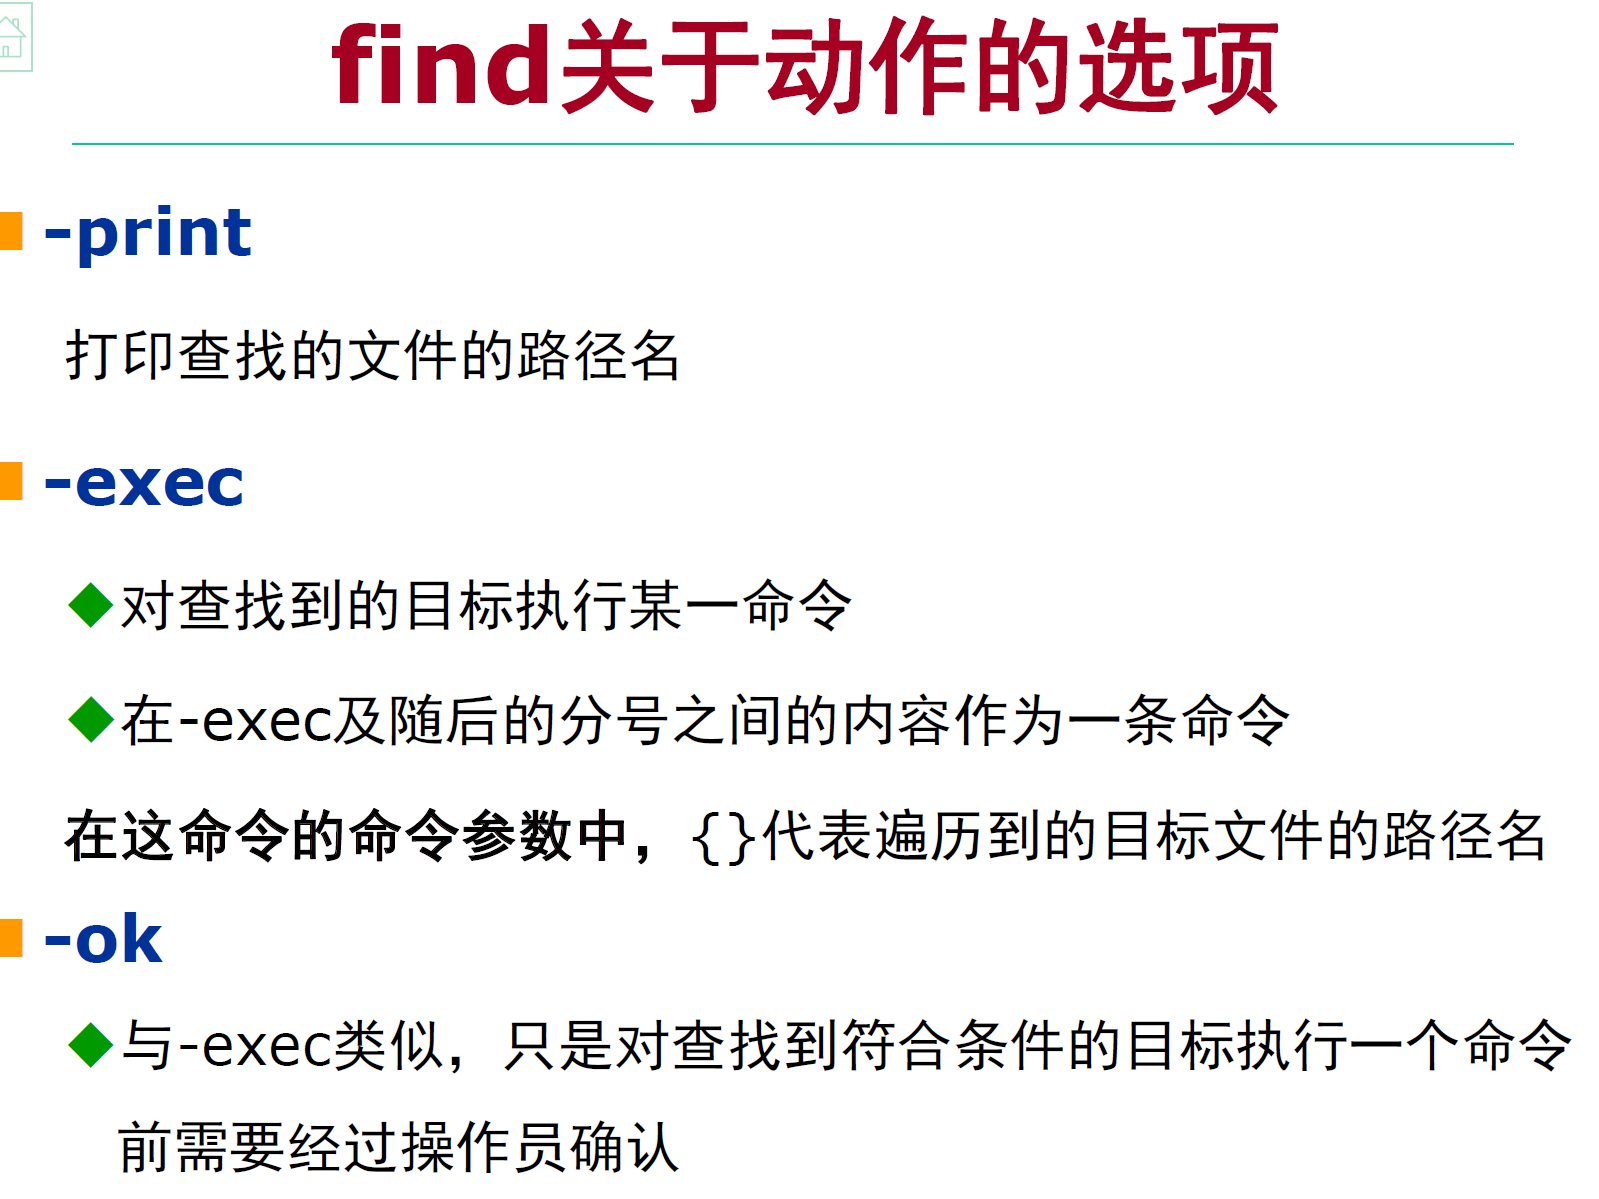 find关于动作的选项
-print
打印查找的文件的路径名
-exec
对查找到的目标执行某一命令
在-exec及随后的分号之间的内容作为一条命令
在这命令的命令参数中，{}代表遍历到的目标文件的路径名
-ok
与-exec类似，只是对查找到符合条件的目标执行一个命令
前需要经过操作员确认